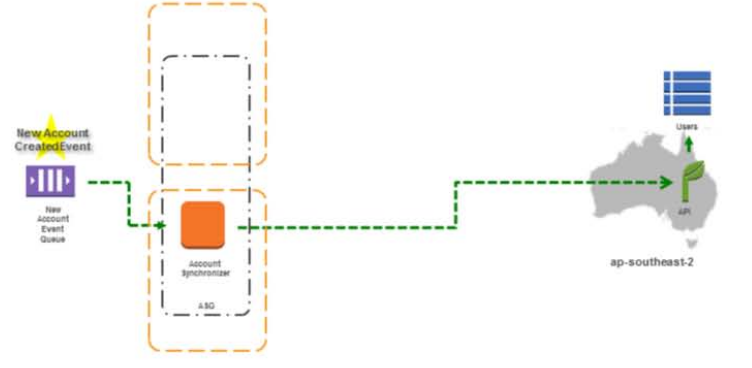 New Account
CreatedEvent
New
Account
Event
Queue
Account
Synchronizer
ASG
Users
API
ap-southeast-2